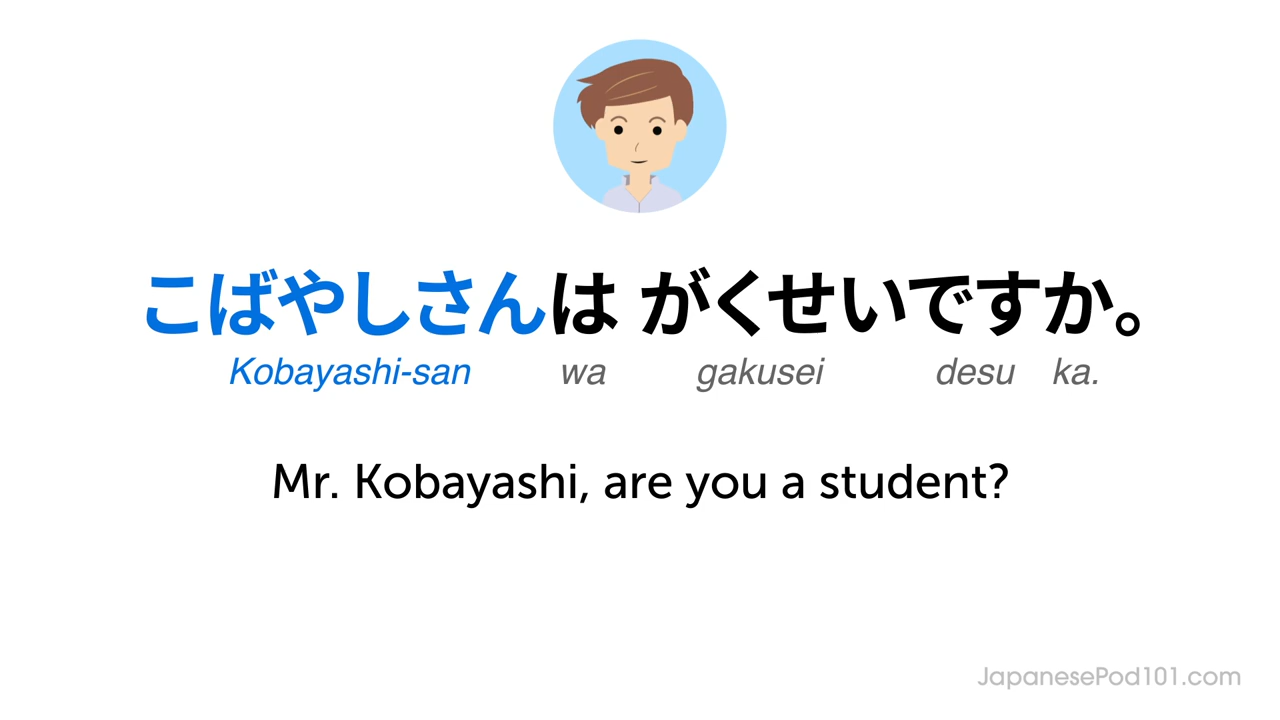 こばやしさんは がくせいですか。
Kobayashi-san wa gakusei desu ka.
Mr. Kobayashi, are you a student?
JapanesePod101.com